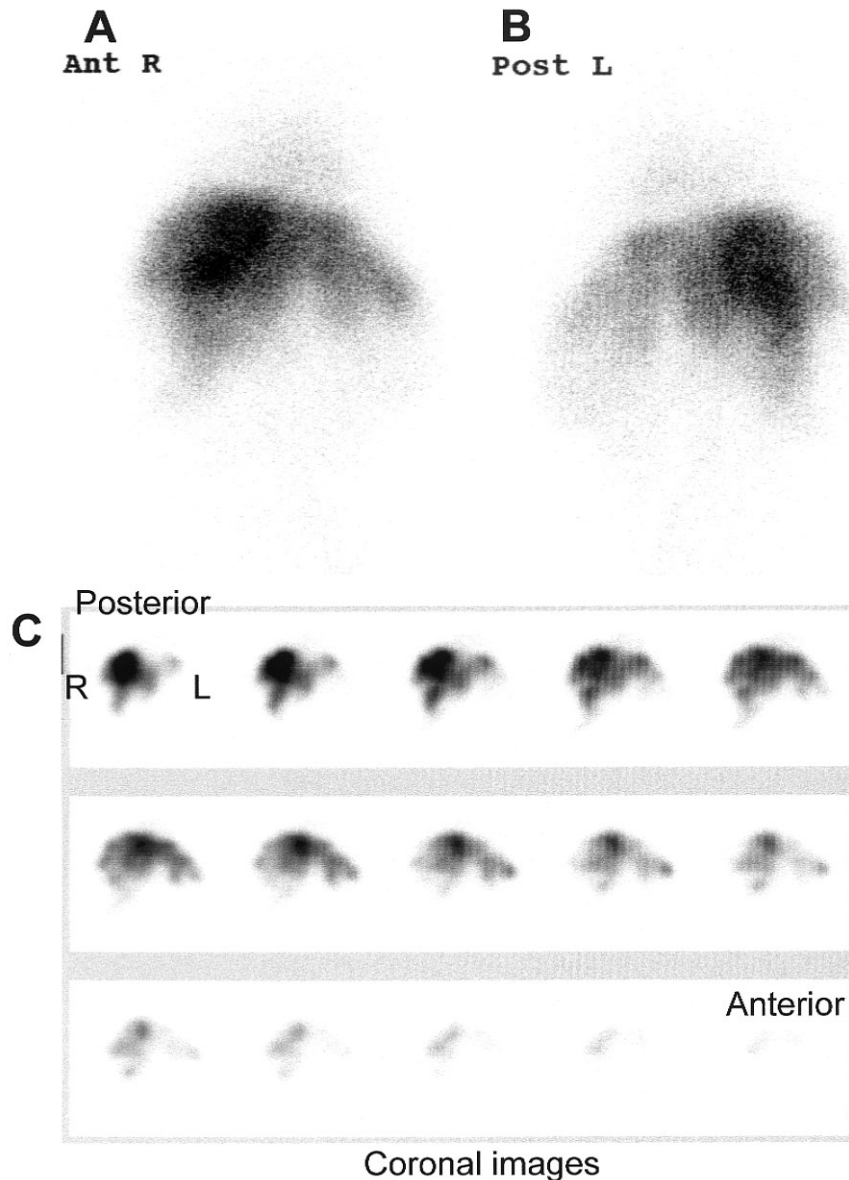 A
Ant R
B
Post L
C
Posterior
R
L
Anterior
Coronal images